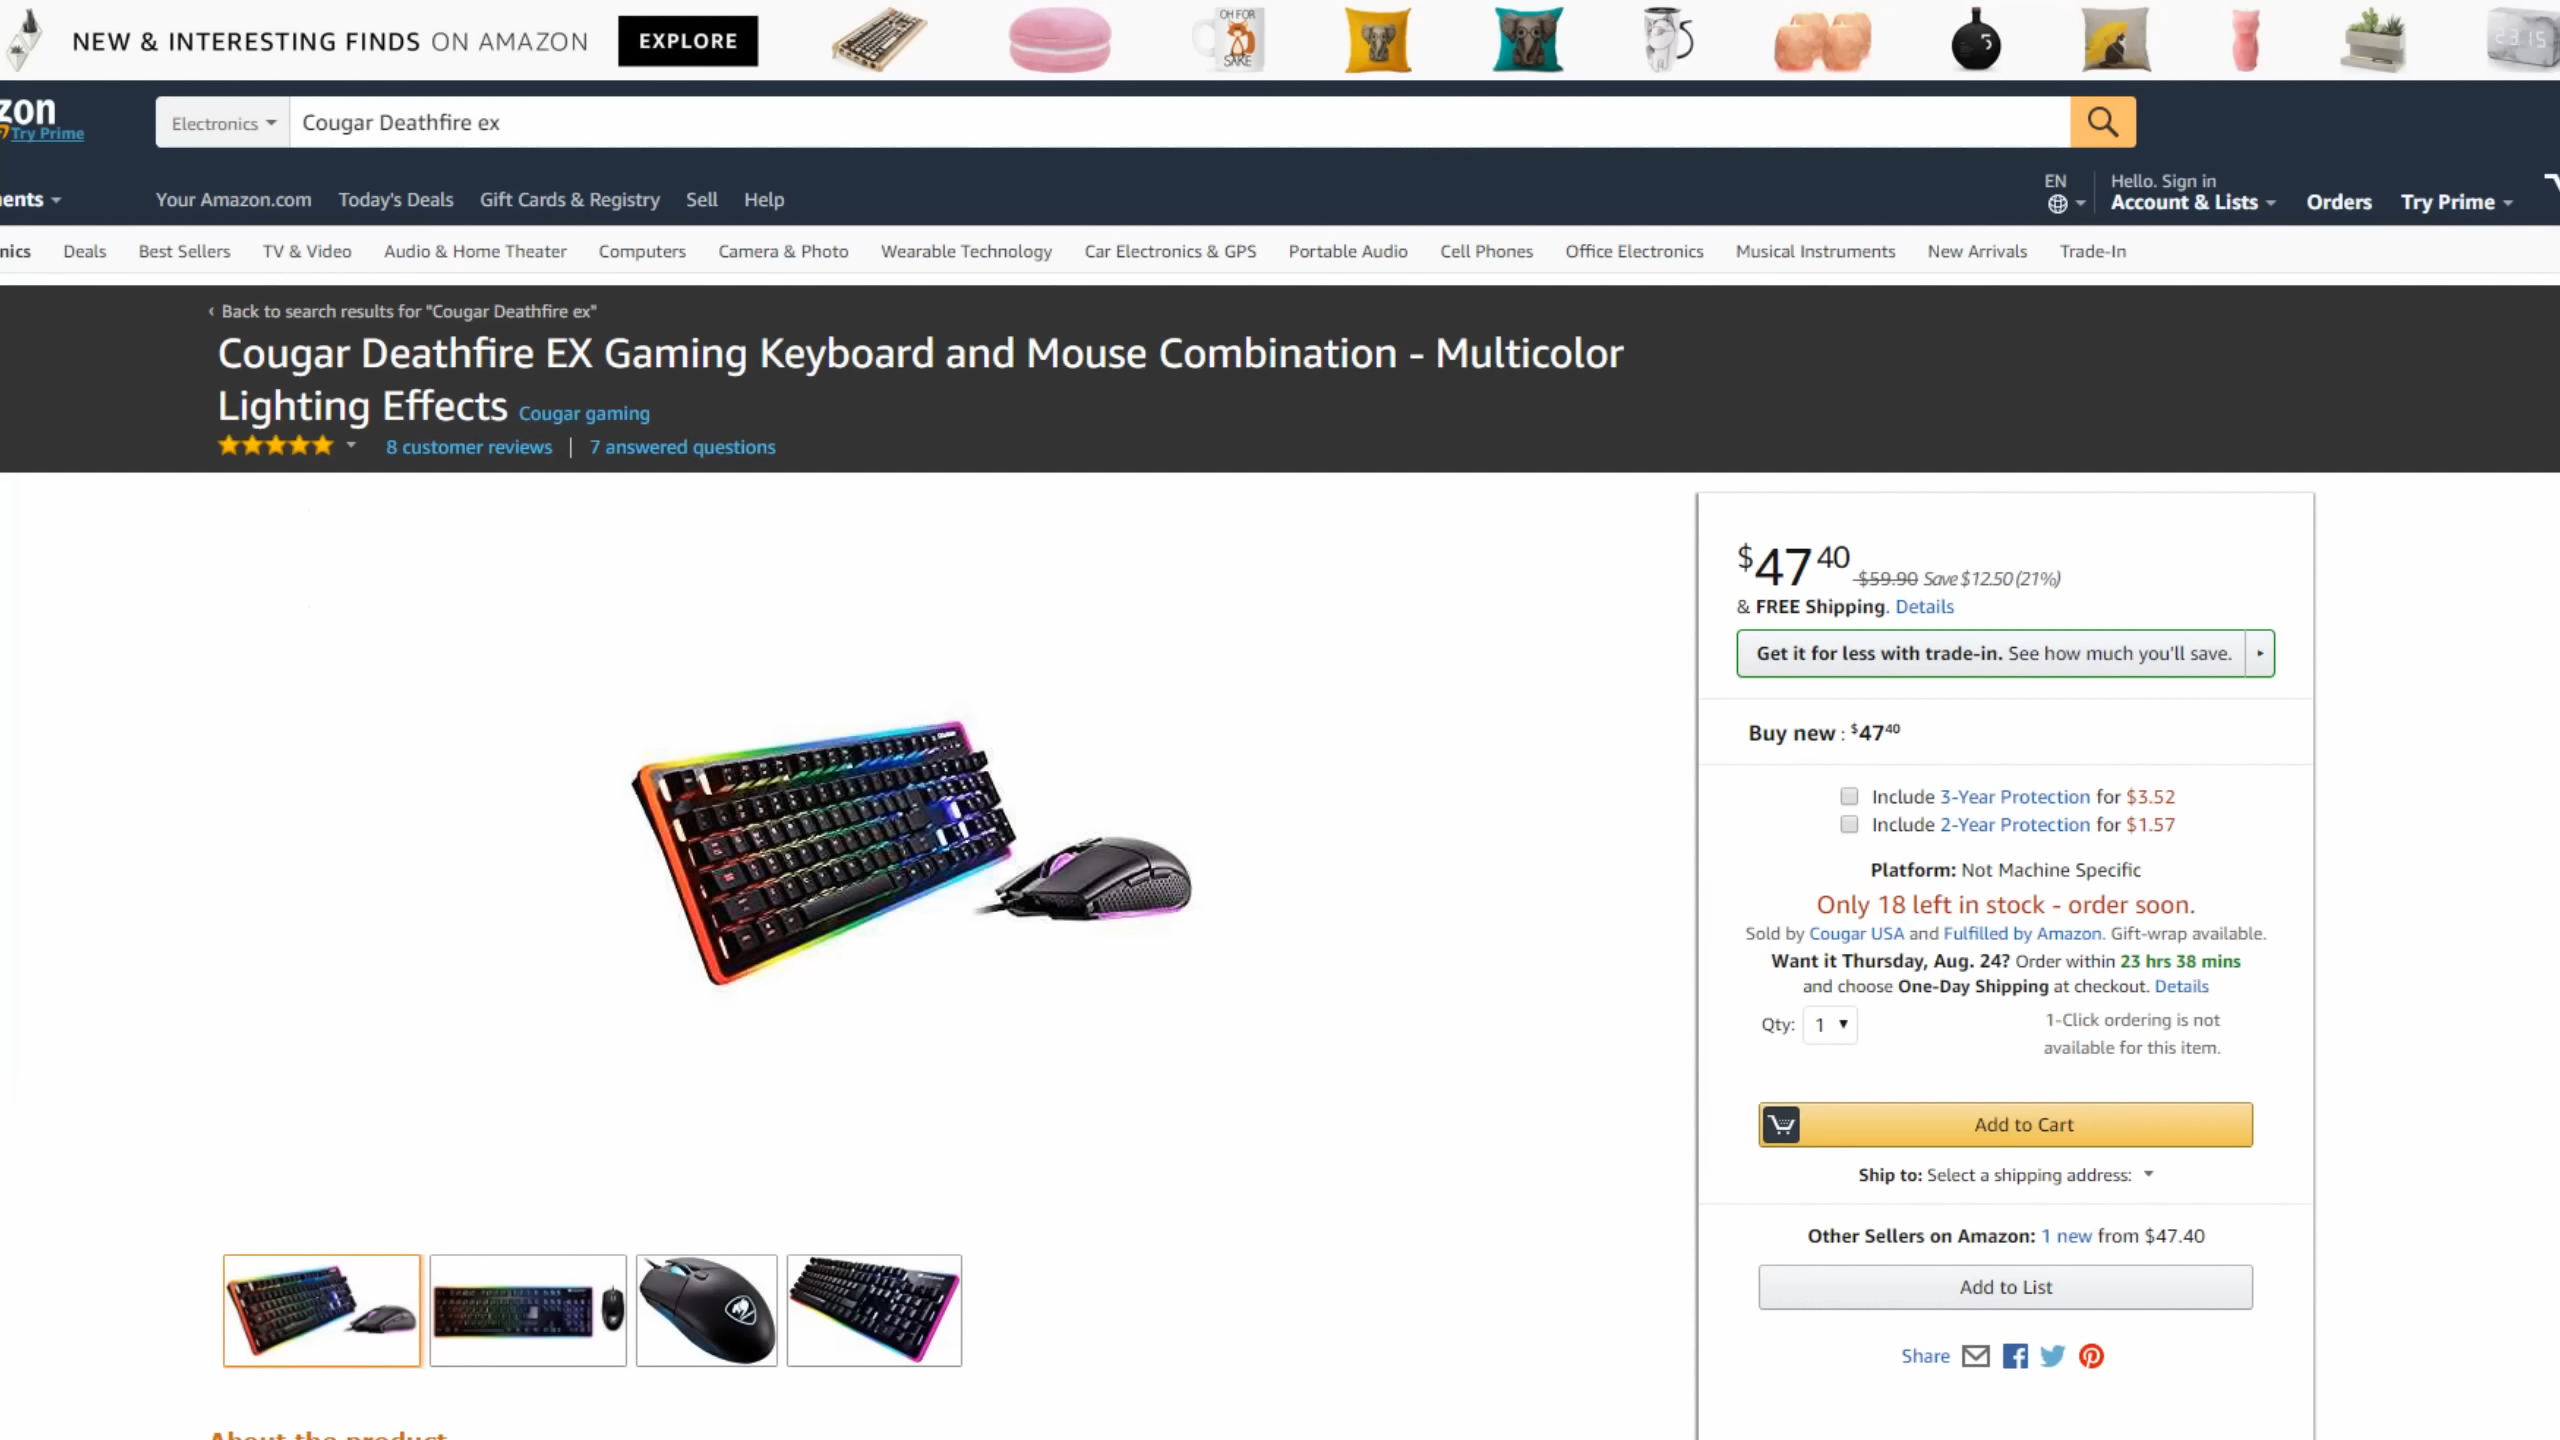 NEW & INTERESTING FINDS ON AMAZON EXPLORE
OH FOR
SAKE
5
23:15
zon
Try Prime
Electronics Cougar Deathfire ex
ents Your Amazon.com Today's Deals Gift Cards & Registry Sell Help
EN
Hello. Sign in
Account & Lists Orders Try Prime
nics Deals Best Sellers TV & Video Audio & Home Theater Computers Camera & Photo Wearable Technology Car Electronics & GPS Portable Audio Cell Phones Office Electronics Musical Instruments New Arrivals Trade-In
‹ Back to search results for "Cougar Deathfire ex"
Cougar Deathfire EX Gaming Keyboard and Mouse Combination - Multicolor
Lighting Effects Cougar gaming
8 customer reviews | 7 answered questions
$47 40 $59.90 Save $12.50 (21%)
& FREE Shipping. Details
Get it for less with trade-in. See how much you'll save.
Buy new : $47 40
Include 3-Year Protection for $3.52
Include 2-Year Protection for $1.57
Platform: Not Machine Specific
Only 18 left in stock - order soon.
Sold by Cougar USA and Fulfilled by Amazon. Gift-wrap available.
Want it Thursday, Aug. 24? Order within 23 hrs 38 mins
and choose One-Day Shipping at checkout. Details
Qty: 1
1-Click ordering is not
available for this item.
Add to Cart
Ship to: Select a shipping address:
Other Sellers on Amazon: 1 new from $47.40
Add to List
Share
About the product